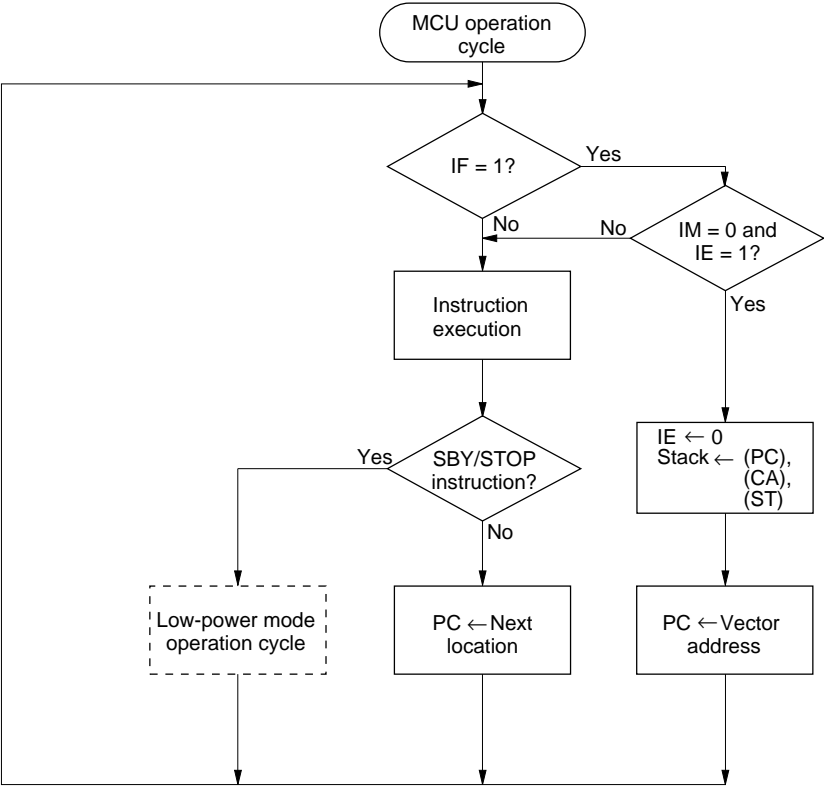 MCU operation
cycle
IF = 1?
Yes
No
No
IM = 0 and
IE = 1?
Yes
Instruction
execution
IE ← 0
Stack ← (PC),
(CA),
(ST)
Yes
SBY/STOP
instruction?
No
Low-power mode
operation cycle
PC ← Next
location
PC ← Vector
address